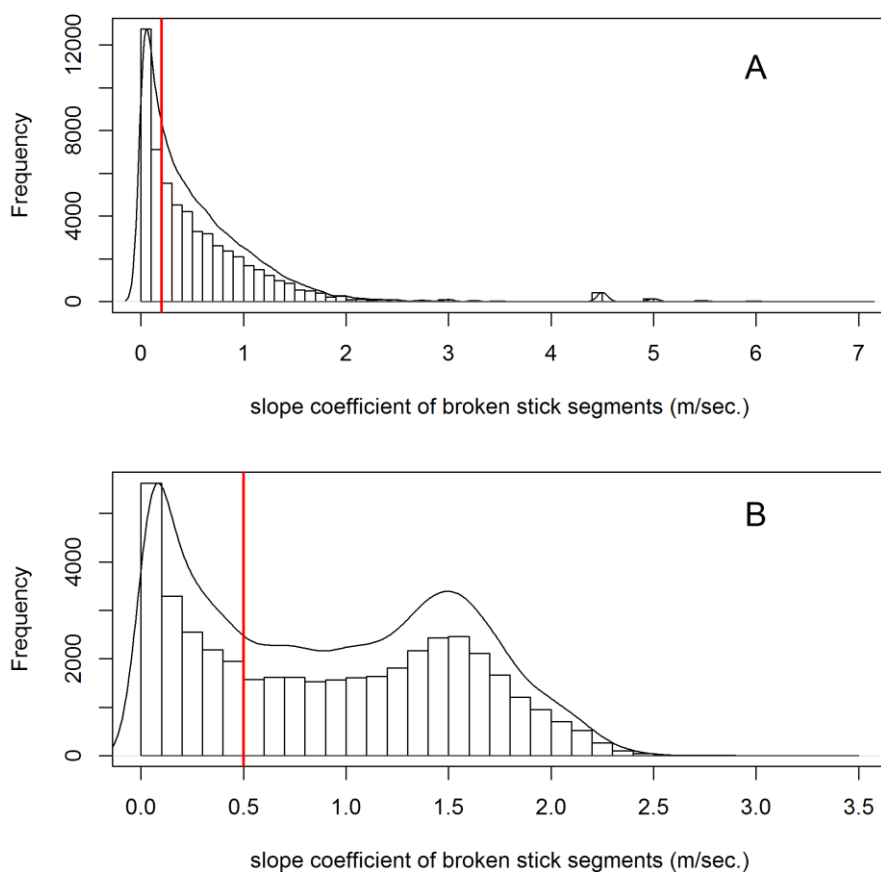 A
Frequency
0
4000
8000
12000
0 1 2 3 4 5 6 7
slope coefficient of broken stick segments (m/sec.)
B
Frequency
0
2000
4000
0.0 0.5 1.0 1.5 2.0 2.5 3.0 3.5
slope coefficient of broken stick segments (m/sec.)